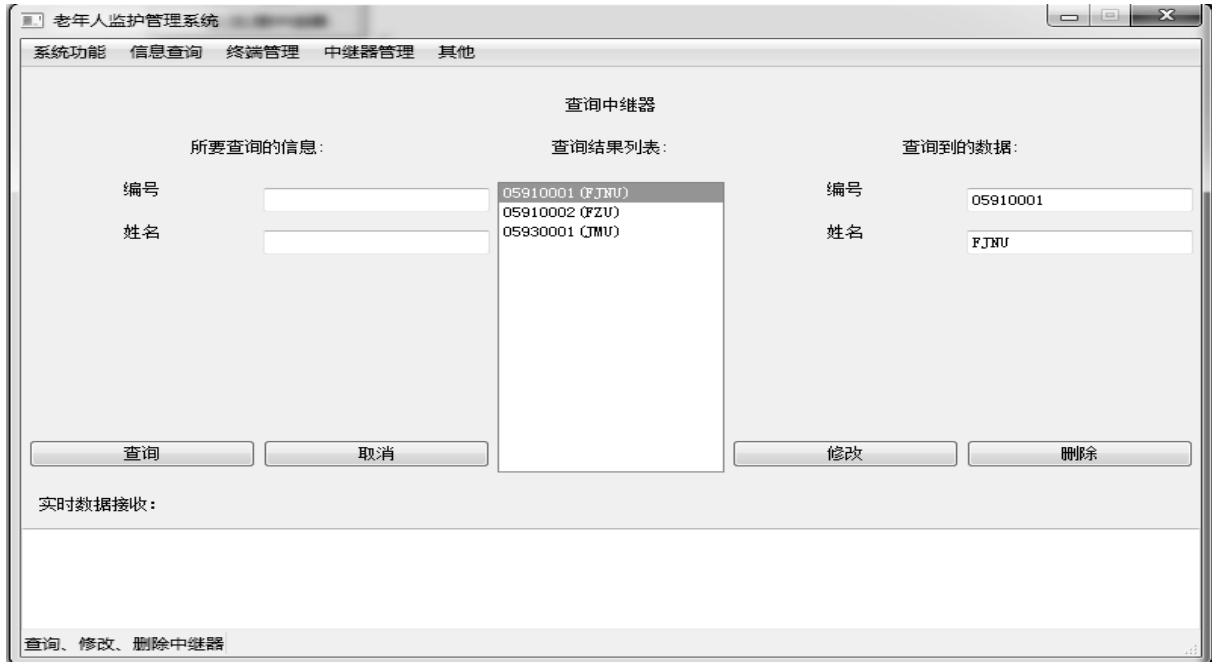 老年人监护管理系统
系统功能 信息查询 终端管理 中继器管理 其他
查询中继器
所要查询的信息: 查询结果列表: 查询到的数据:
编号 05910001 (FJNU) 编号 05910001
05910002 (FZU)
姓名 05930001 (JMU) 姓名 FJNU
查询 取消 修改 删除
实时数据接收:
查询、修改、删除中继器